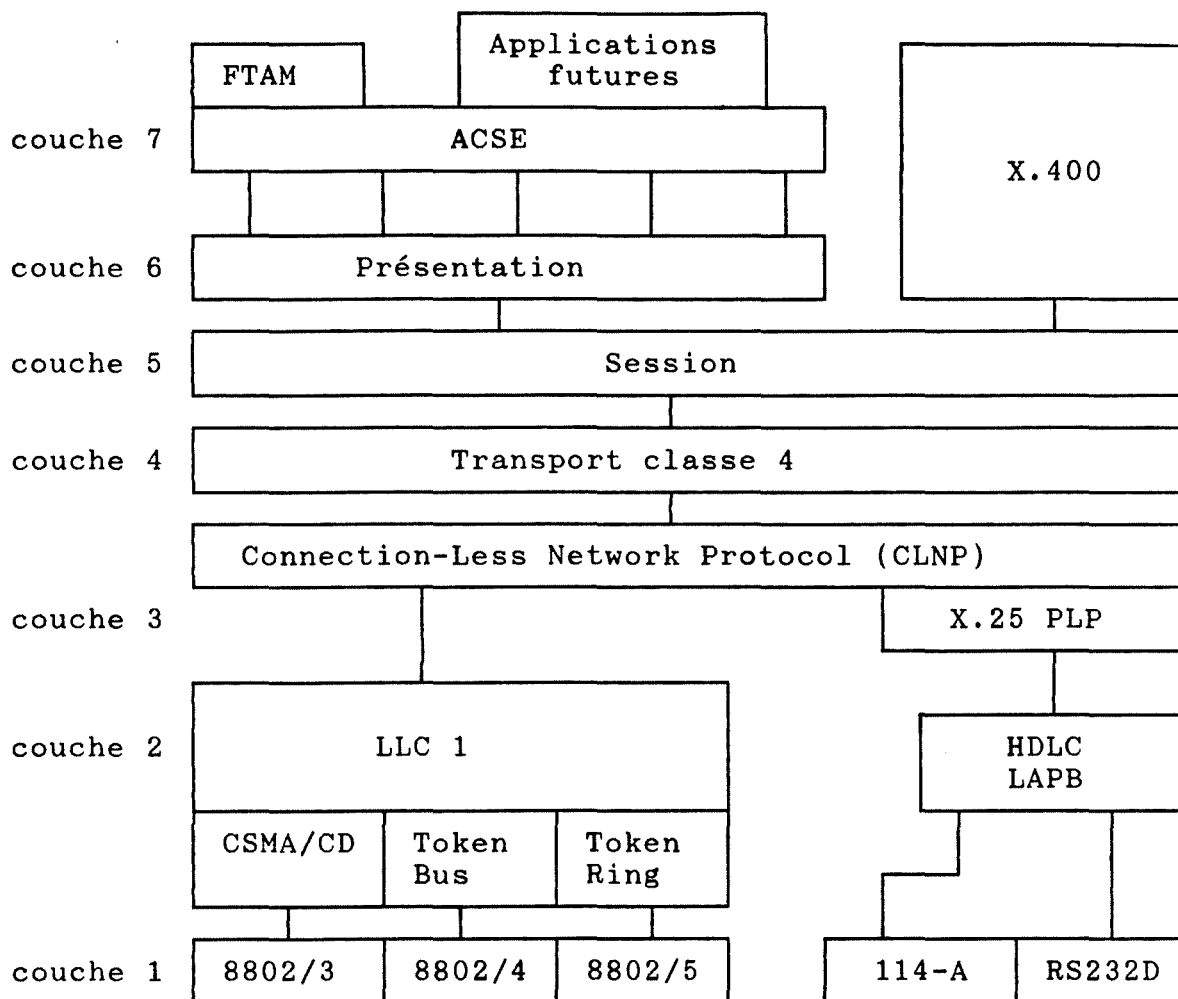 Applications
futures
FTAM
couche 7
ACSE
X.400
couche 6
Présentation
couche 5
Session
couche 4
Transport classe 4
Connection-Less Network Protocol (CLNP)
couche 3
X.25 PLP
couche 2
LLC 1
HDLC
LAPB
CSMA/CD
Token
Bus
Token
Ring
couche 1
8802/3
8802/4
8802/5
114-A
RS232D